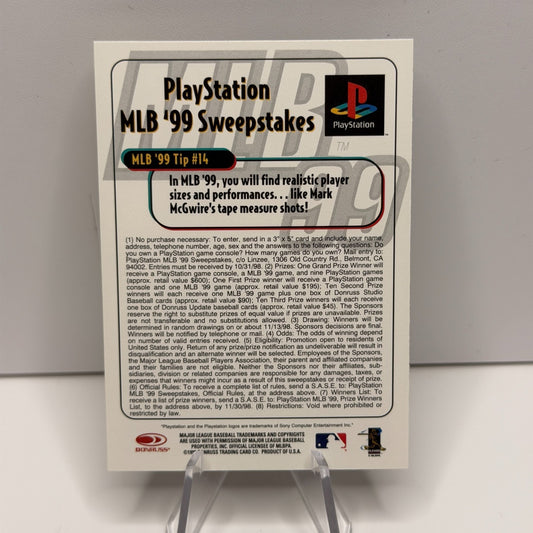 MLB
99
PlayStation
MLB '99 Sweepstakes
PlayStation
TM
MLB '99 Tip #14
In MLB '99, you will find realistic player
sizes and performances. . . like Mark
McGwire's tape measure shots!
(1) No purchase necessary: To enter, send in a 3" x 5" card and include your name,
address, telephone number, age, sex and the answers to the following questions: Do
you own a PlayStation game console? How many games do you own? Mail entry to:
PlayStation MLB '99 Sweepstakes, c/o Linzee, 1306 Old Country Rd., Belmont, CA
94002. Entries must be received by 10/31/98. (2) Prizes: One Grand Prize Winner will
receive a PlayStation game console, a MLB '99 game, and nine PlayStation games
(approx. retail value $600); One First Prize winner will receive a PlayStation game
console and one MLB '99 game (approx. retail value $195); Ten Second Prize
winners will each receive one MLB '99 game plus one box of Donruss Studio
Baseball cards (approx. retail value $90); Ten Third Prize winners will each receive
one box of Donruss Update baseball cards (approx. retail value $45). The Sponsors
reserve the right to substitute prizes of equal value if prizes are unavailable. Prizes
are not transferable and no substitutions allowed. (3) Drawing: Winners will be
determined in random drawings on or about 11/13/98. Sponsors decisions are final.
Winners will be notified by telephone or mail. (4) Odds: The odds of winning depend
on number of valid entries received. (5) Eligibility: Promotion open to residents of
United States only. Return of any prize/prize notification as undeliverable will result in
disqualification and an alternate winner will be selected. Employees of the Sponsors,
the Major League Baseball Players Association, their parent and affiliated companies
and their families are not eligible. Neither the Sponsors nor their affiliates, sub-
sidiaries, division or related companies are responsible for any damages, taxes, or
expenses that winners might incur as a result of this sweepstakes or receipt of prize.
(6) Official Rules: To receive a complete list of rules, send a S.A.S.E. to: PlayStation
MLB '99 Sweepstakes, Official Rules, at the address above. (7) Winners List: To
receive a list of prize winners, send a S.A.S.E. to: PlayStation MLB '99, Prize Winners
List, to the address above, by 11/30/98. (8) Restrictions: Void where prohibited or
restricted by law.
"Playstation and the Playstation logos are trademarks of Sony Computer Entertainment Inc."
DONRUSS
MAJOR LEAGUE BASEBALL TRADEMARKS AND COPYRIGHTS
ARE USED WITH PERMISSION OF MAJOR LEAGUE BASEBALL
PROPERTIES, INC. OFFICIAL LICENSEE OF MLBPA.
DONRUSS TRADING CARD CO. PRODUCT OF U.S.A.